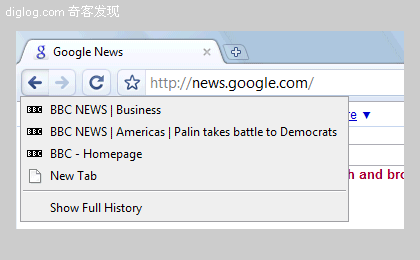 diglog.com 奇客发现
Google News
http://news.google.com/
BBC NEWS | Business
BBC NEWS | Americas | Palin takes battle to Democrats
BBC - Homepage
New Tab
Show Full History
re ▼
h and bro